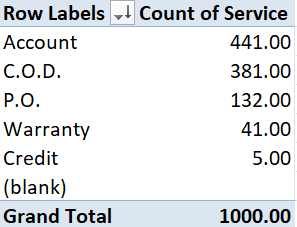 Row Labels Count of Service
Account 441.00
C.O.D. 381.00
P.O. 132.00
Warranty 41.00
Credit 5.00
(blank)
Grand Total 1000.00